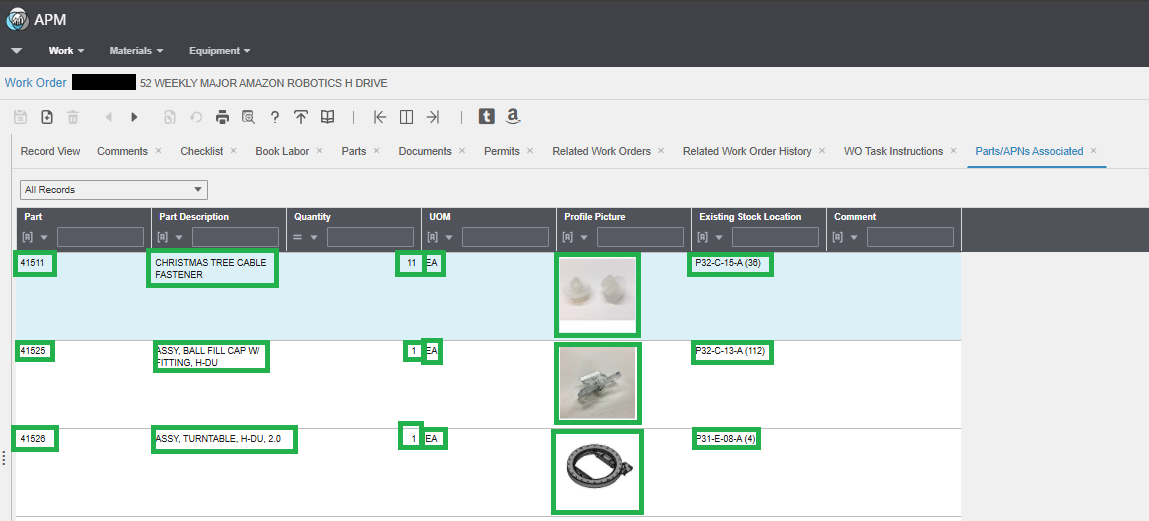 APM
Work Materials Equipment
Work Order 52 WEEKLY MAJOR AMAZON ROBOTICS H DRIVE
Record View Comments × Checklist × Book Labor × Parts × Documents × Permits × Related Work Orders × Related Work Order History × WO Task Instructions × Parts/APNs Associated ×
All Records
Part Part Description Quantity UOM Profile Picture Existing Stock Location Comment
41511 CHRISTMAS TREE CABLE 11 EA P32-C-15-A (36)
FASTENER
41525 ASSY, BALL FILL CAP W/ 1 EA P32-C-13-A (112)
FITTING, H-DU
41526 ASSY, TURNTABLE, H-DU, 2.0 1 EA P31-E-08-A (4)